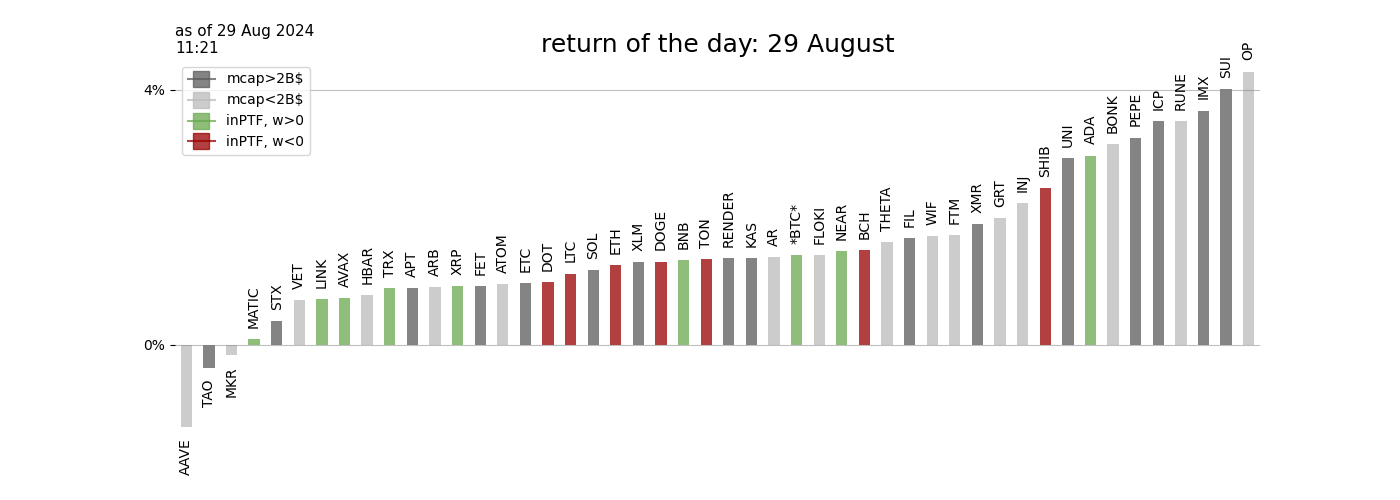 as of 29 Aug 2024
11:21
return of the day: 29 August
mcap>2B$
mcap<2B$
inPTF, w>0
inPTF, w<0
4%
0%
AAVE
TAO
MKR
MATIC
STX
VET
LINK
AVAX
HBAR
TRX
APT
ARB
XRP
FET
ATOM
ETC
DOT
LTC
SOL
ETH
XLM
DOGE
BNB
TON
RENDER
KAS
AR
*BTC*
FLOKI
NEAR
BCH
THETA
FIL
WIF
FTM
XMR
GRT
INJ
SHIB
UNI
ADA
BONK
PEPE
ICP
RUNE
IMX
SUI
OP